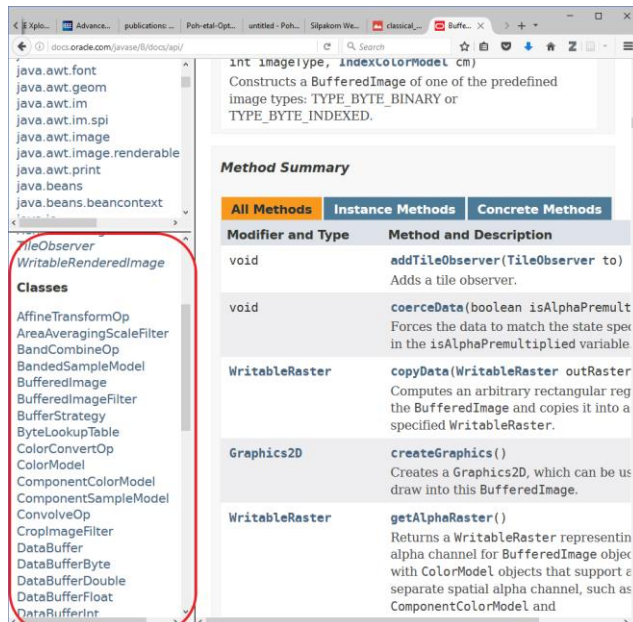 Explo...
Advance...
publications: ...
Poh-etal-Opt...
untitled - Poh...
Silpakorn We...
classical_...
Buffe...
docs.oracle.com/javase/8/docs/api/
Search
java.awt.font
java.awt.geom
java.awt.im
java.awt.im.spi
java.awt.image
java.awt.image.renderable
java.awt.print
java.beans
java.beans.beancontext
TileObserver
WritableRenderedImage
Classes
AffineTransformOp
AreaAveragingScaleFilter
BandCombineOp
BandedSampleModel
BufferedImage
BufferedImageFilter
BufferStrategy
ByteLookupTable
ColorConvertOp
ColorModel
ComponentColorModel
ComponentSampleModel
ConvolveOp
CropImageFilter
DataBuffer
DataBufferByte
DataBufferDouble
DataBufferFloat
DataBufferInt
int imageType, IndexColorModel cm)
Constructs a BufferedImage of one of the predefined
image types: TYPE_BYTE_BINARY or
TYPE_BYTE_INDEXED.
Method Summary
All Methods Instance Methods Concrete Methods
Modifier and Type Method and Description
void addTileObserver(TileObserver to)
Adds a tile observer.
void coerceData(boolean isAlphaPremult
Forces the data to match the state spec
in the isAlphaPremultiplied variable.
WritableRaster copyData(WritableRaster outRaster
Computes an arbitrary rectangular reg
the BufferedImage and copies it into a
specified WritableRaster.
Graphics2D createGraphics()
Creates a Graphics2D, which can be us
draw into this BufferedImage.
WritableRaster getAlphaRaster()
Returns a WritableRaster representin
alpha channel for BufferedImage objec
with ColorModel objects that support a
separate spatial alpha channel, such as
ComponentColorModel and